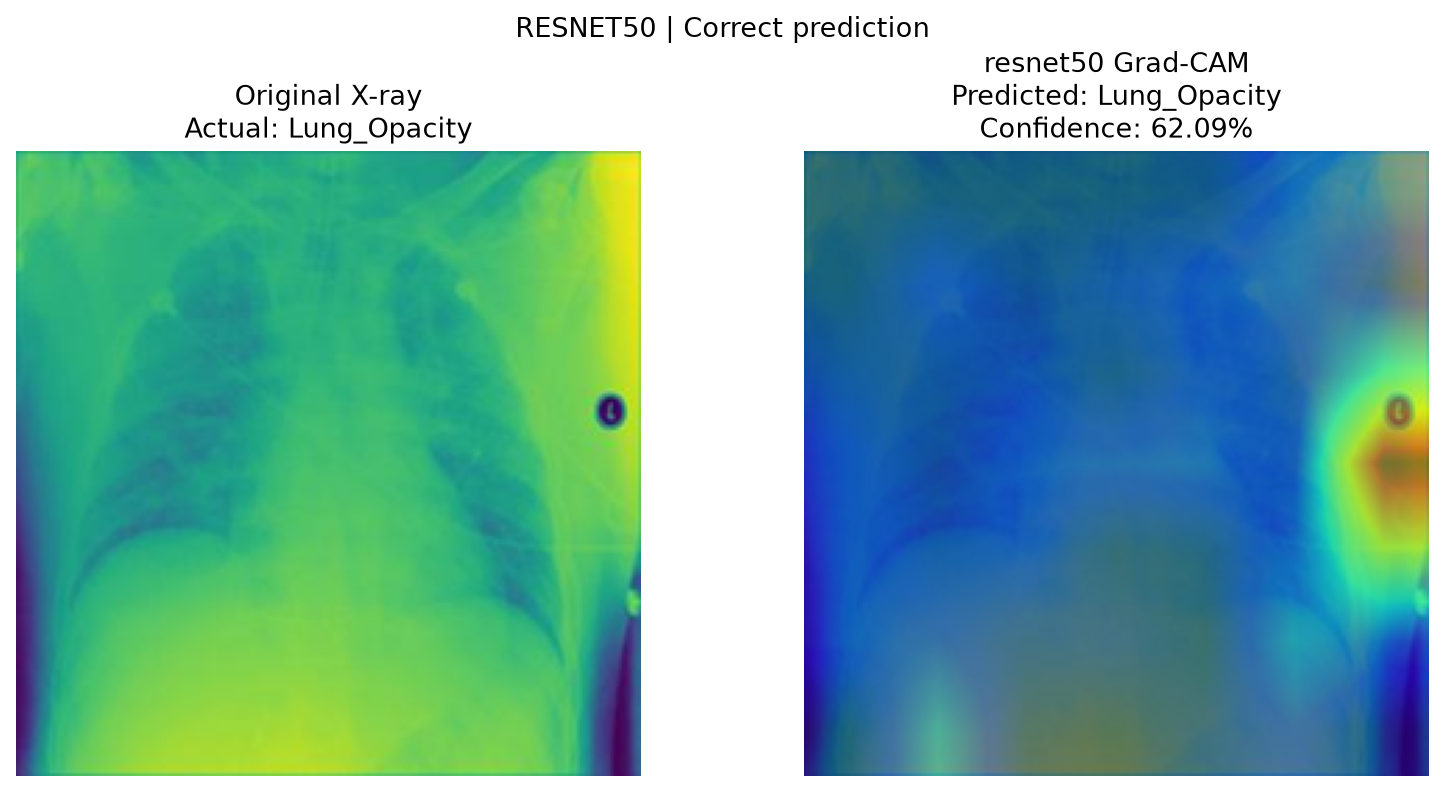 RESNET50 | Correct prediction
Original X-ray
Actual: Lung_Opacity
resnet50 Grad-CAM
Predicted: Lung_Opacity
Confidence: 62.09%